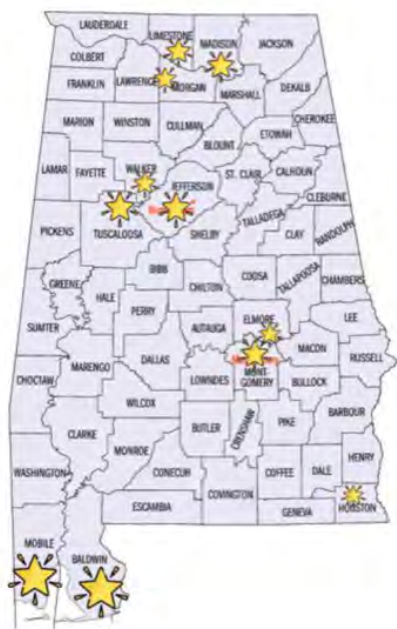 LAUDERDALE
LIMESTONE
MADISON
JACKSON
COLBERT
FRANKLIN
LAWRENCE
MORGAN
MARSHALL
DEKALB
CHEROKEE
MARION
WINSTON
CULLMAN
ETOWAH
BLOUNT
LAMAR
FAYETTE
WALKER
JEFFERSON
ST. CLAIR
CALHOUN
CLEBURNE
PICKENS
TUSCALOOSA
SHELBY
TALLADEGA
CLAY
RANDOLPH
BIBB
GREENE
HALE
PERRY
CHILTON
COOSA
TALLAPOOSA
CHAMBERS
SUMTER
AUTAUGA
ELMORE
LEE
MACON
RUSSELL
CHOCTAW
MARENGO
DALLAS
LOWNDES
MONT-
GOMERY
BULLOCK
WILCOX
BARBOUR
CLARKE
MONROE
BUTLER
CRENSHAW
PIKE
WASHINGTON
CONECUH
COVINGTON
COFFEE
DALE
HENRY
ESCAMBIA
GENEVA
HOUSTON
MOBILE
BALDWIN